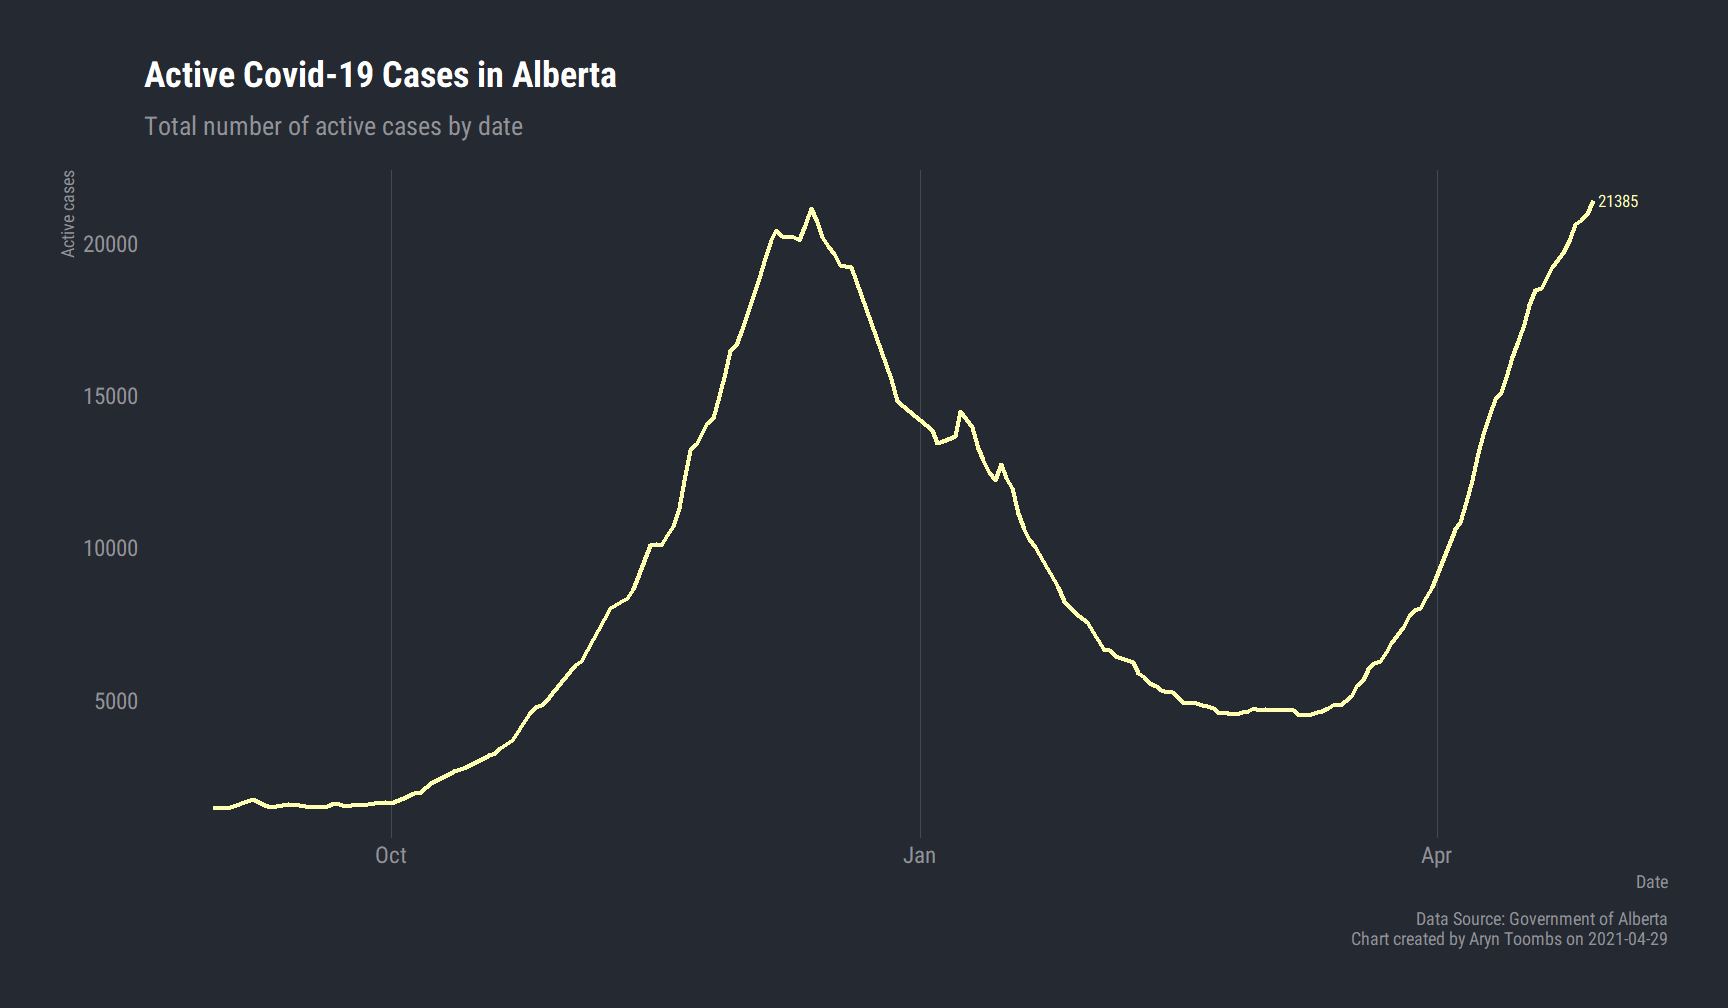 Active Covid-19 Cases in Alberta
Total number of active cases by date
Active cases
20000
15000
10000
5000
21385
Oct
Jan
Apr
Date
Data Source: Government of Alberta
Chart created by Aryn Toombs on 2021-04-29